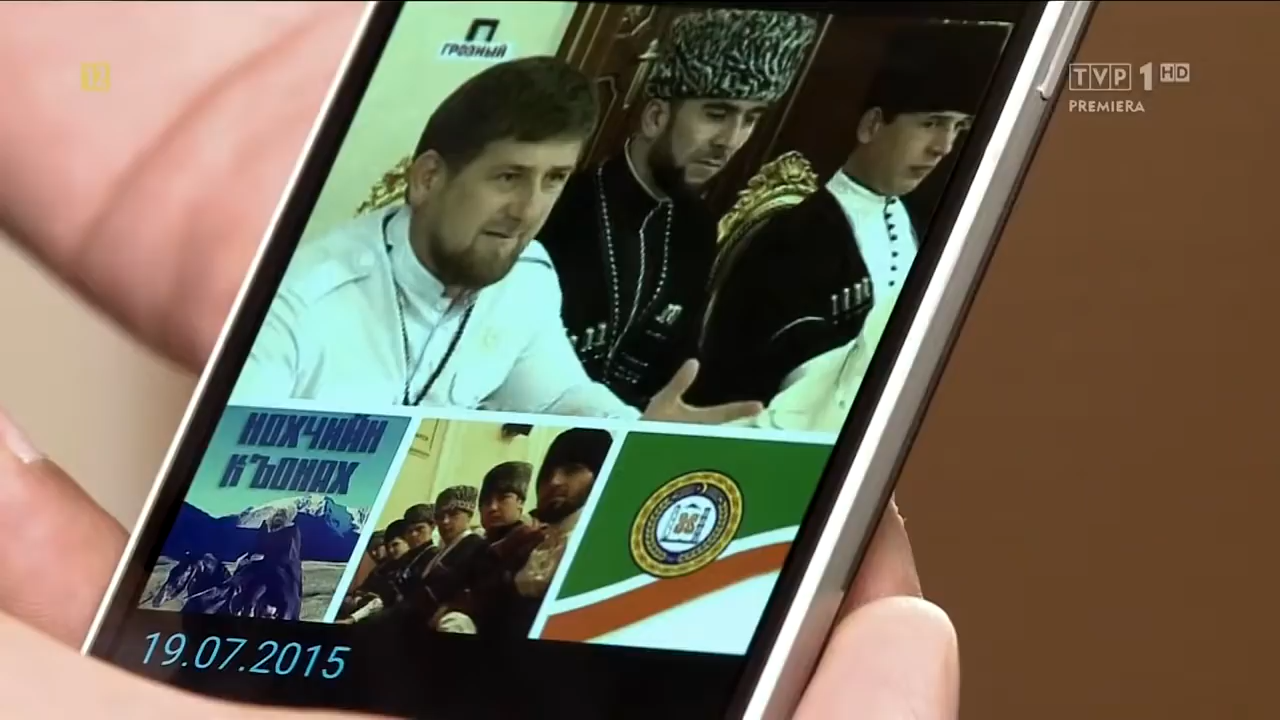 ГРОЗНЫЙ
TVP 1 HD
PREMIERA
НОХЧИЙН
КЪОНАХ
19.07.2015